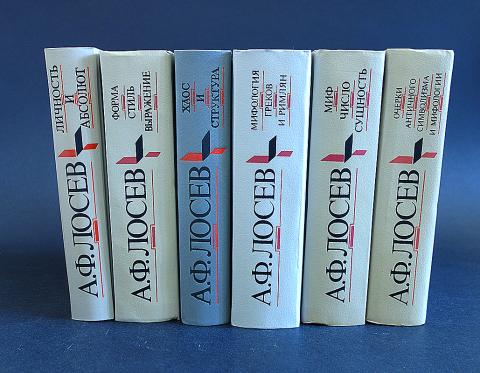 А.Ф. ЛОСЕВ
ЛИЧНОСТЬ
И
АБСОЛЮТ
А.Ф. ЛОСЕВ
ФОРМА
СТИЛЬ
ВЫРАЖЕНИЕ
А.Ф. ЛОСЕВ
ХАОС
И
СТРУКТУРА
А.Ф. ЛОСЕВ
МИФОЛОГИЯ
ГРЕКОВ
И РИМЛЯН
А.Ф. ЛОСЕВ
МИФ
ЧИСЛО
СУЩНОСТЬ
А.Ф. ЛОСЕВ
ОЧЕРКИ
АНТИЧНОГО
СИМВОЛИЗМА
И МИФОЛОГИИ